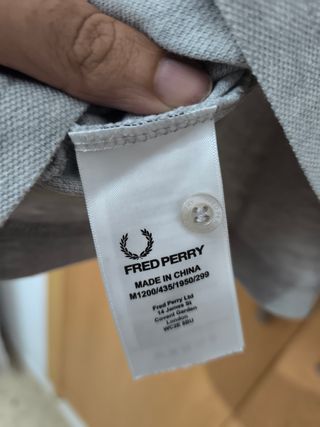 FRED PERRY
MADE IN CHINA
M1200/435/1950/299
Fred Perry Ltd
14 James St
Covent Garden
London
WC2E 8BU